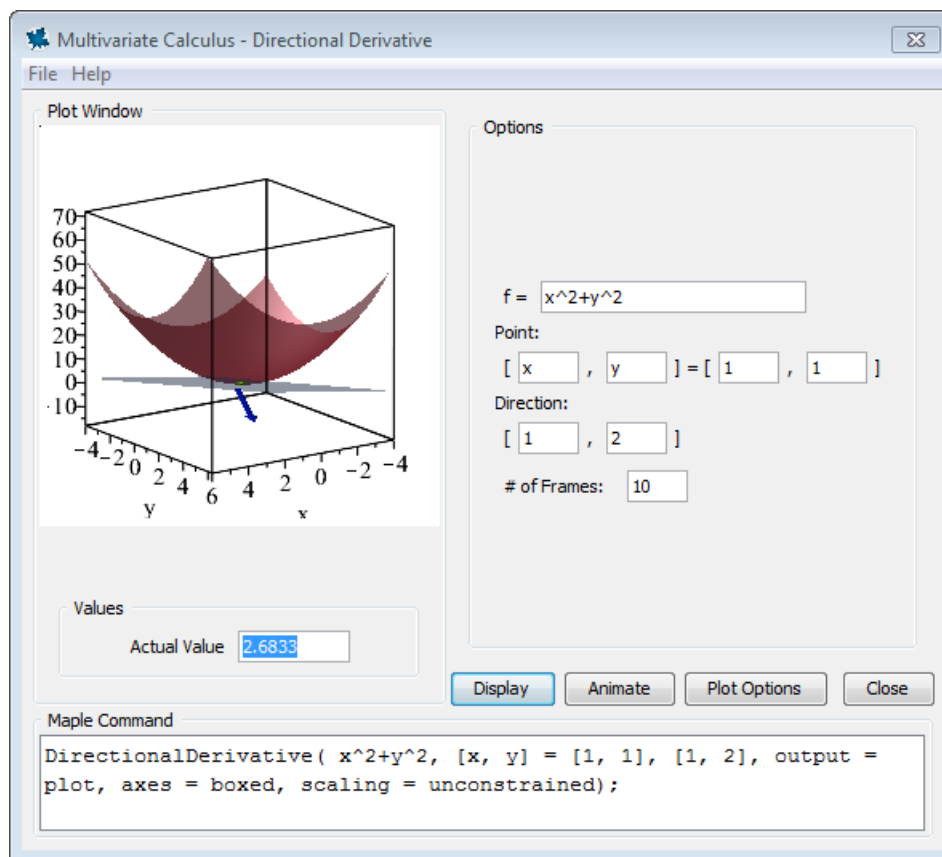 Multivariate Calculus - Directional Derivative
File Help
Plot Window
70
60
50
40
30
20
10
0
-10
-4 -2 0 2 4 6 4 2 0 -2 -4
y x
Values
Actual Value 2.6833
Options
f = x^2+y^2
Point:
[ x , y ] = [ 1 , 1 ]
Direction:
[ 1 , 2 ]
# of Frames: 10
Display Animate Plot Options Close
Maple Command
DirectionalDerivative( x^2+y^2, [x, y] = [1, 1], [1, 2], output =
plot, axes = boxed, scaling = unconstrained);